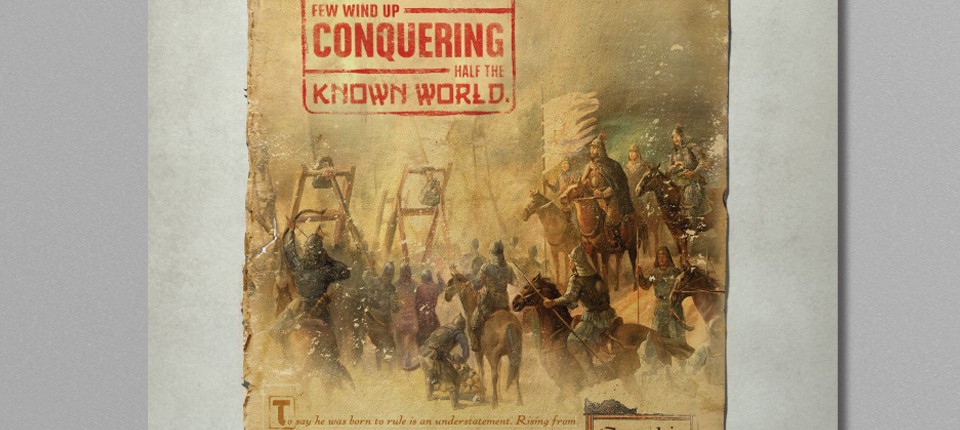 FEW WIND UP
CONQUERING
HALF THE
KNOWN WORLD.
To say he was born to rule is an understatement. Rising from